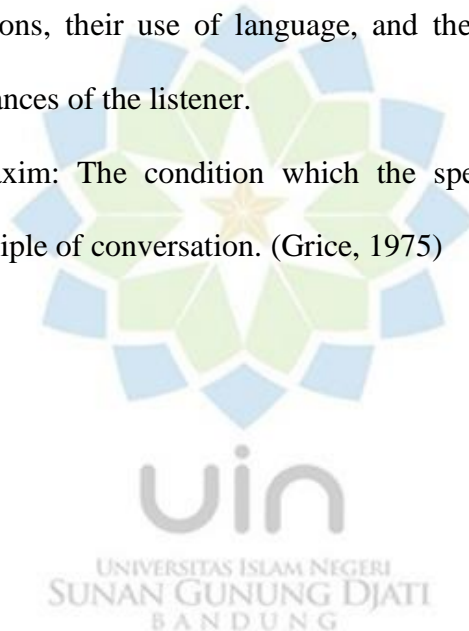 ons, their use of language, and the
ances of the listener.
axim: The condition which the spe
iple of conversation. (Grice, 1975)
uin
UNIVERSITAS ISLAM NEGERI
SUNAN GUNUNG DJATI
BANDUNG